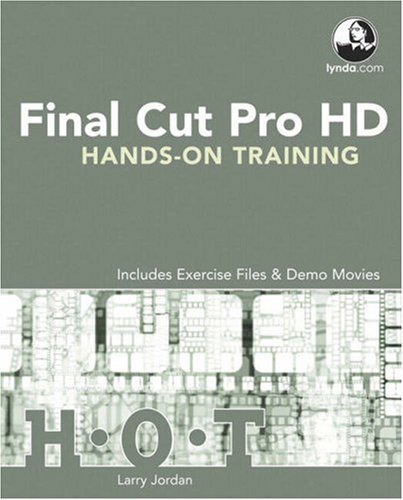 lynda.com
Final Cut Pro HD
HANDS-ON TRAINING
Includes Exercise Files & Demo Movies
H·O·T
Larry Jordan